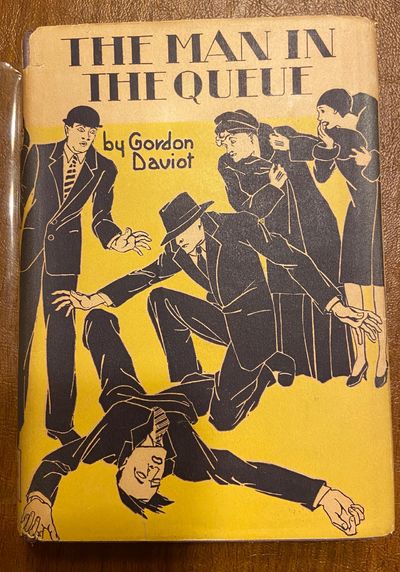 THE MAN IN
THE QUEUE
by Gordon
Daviot